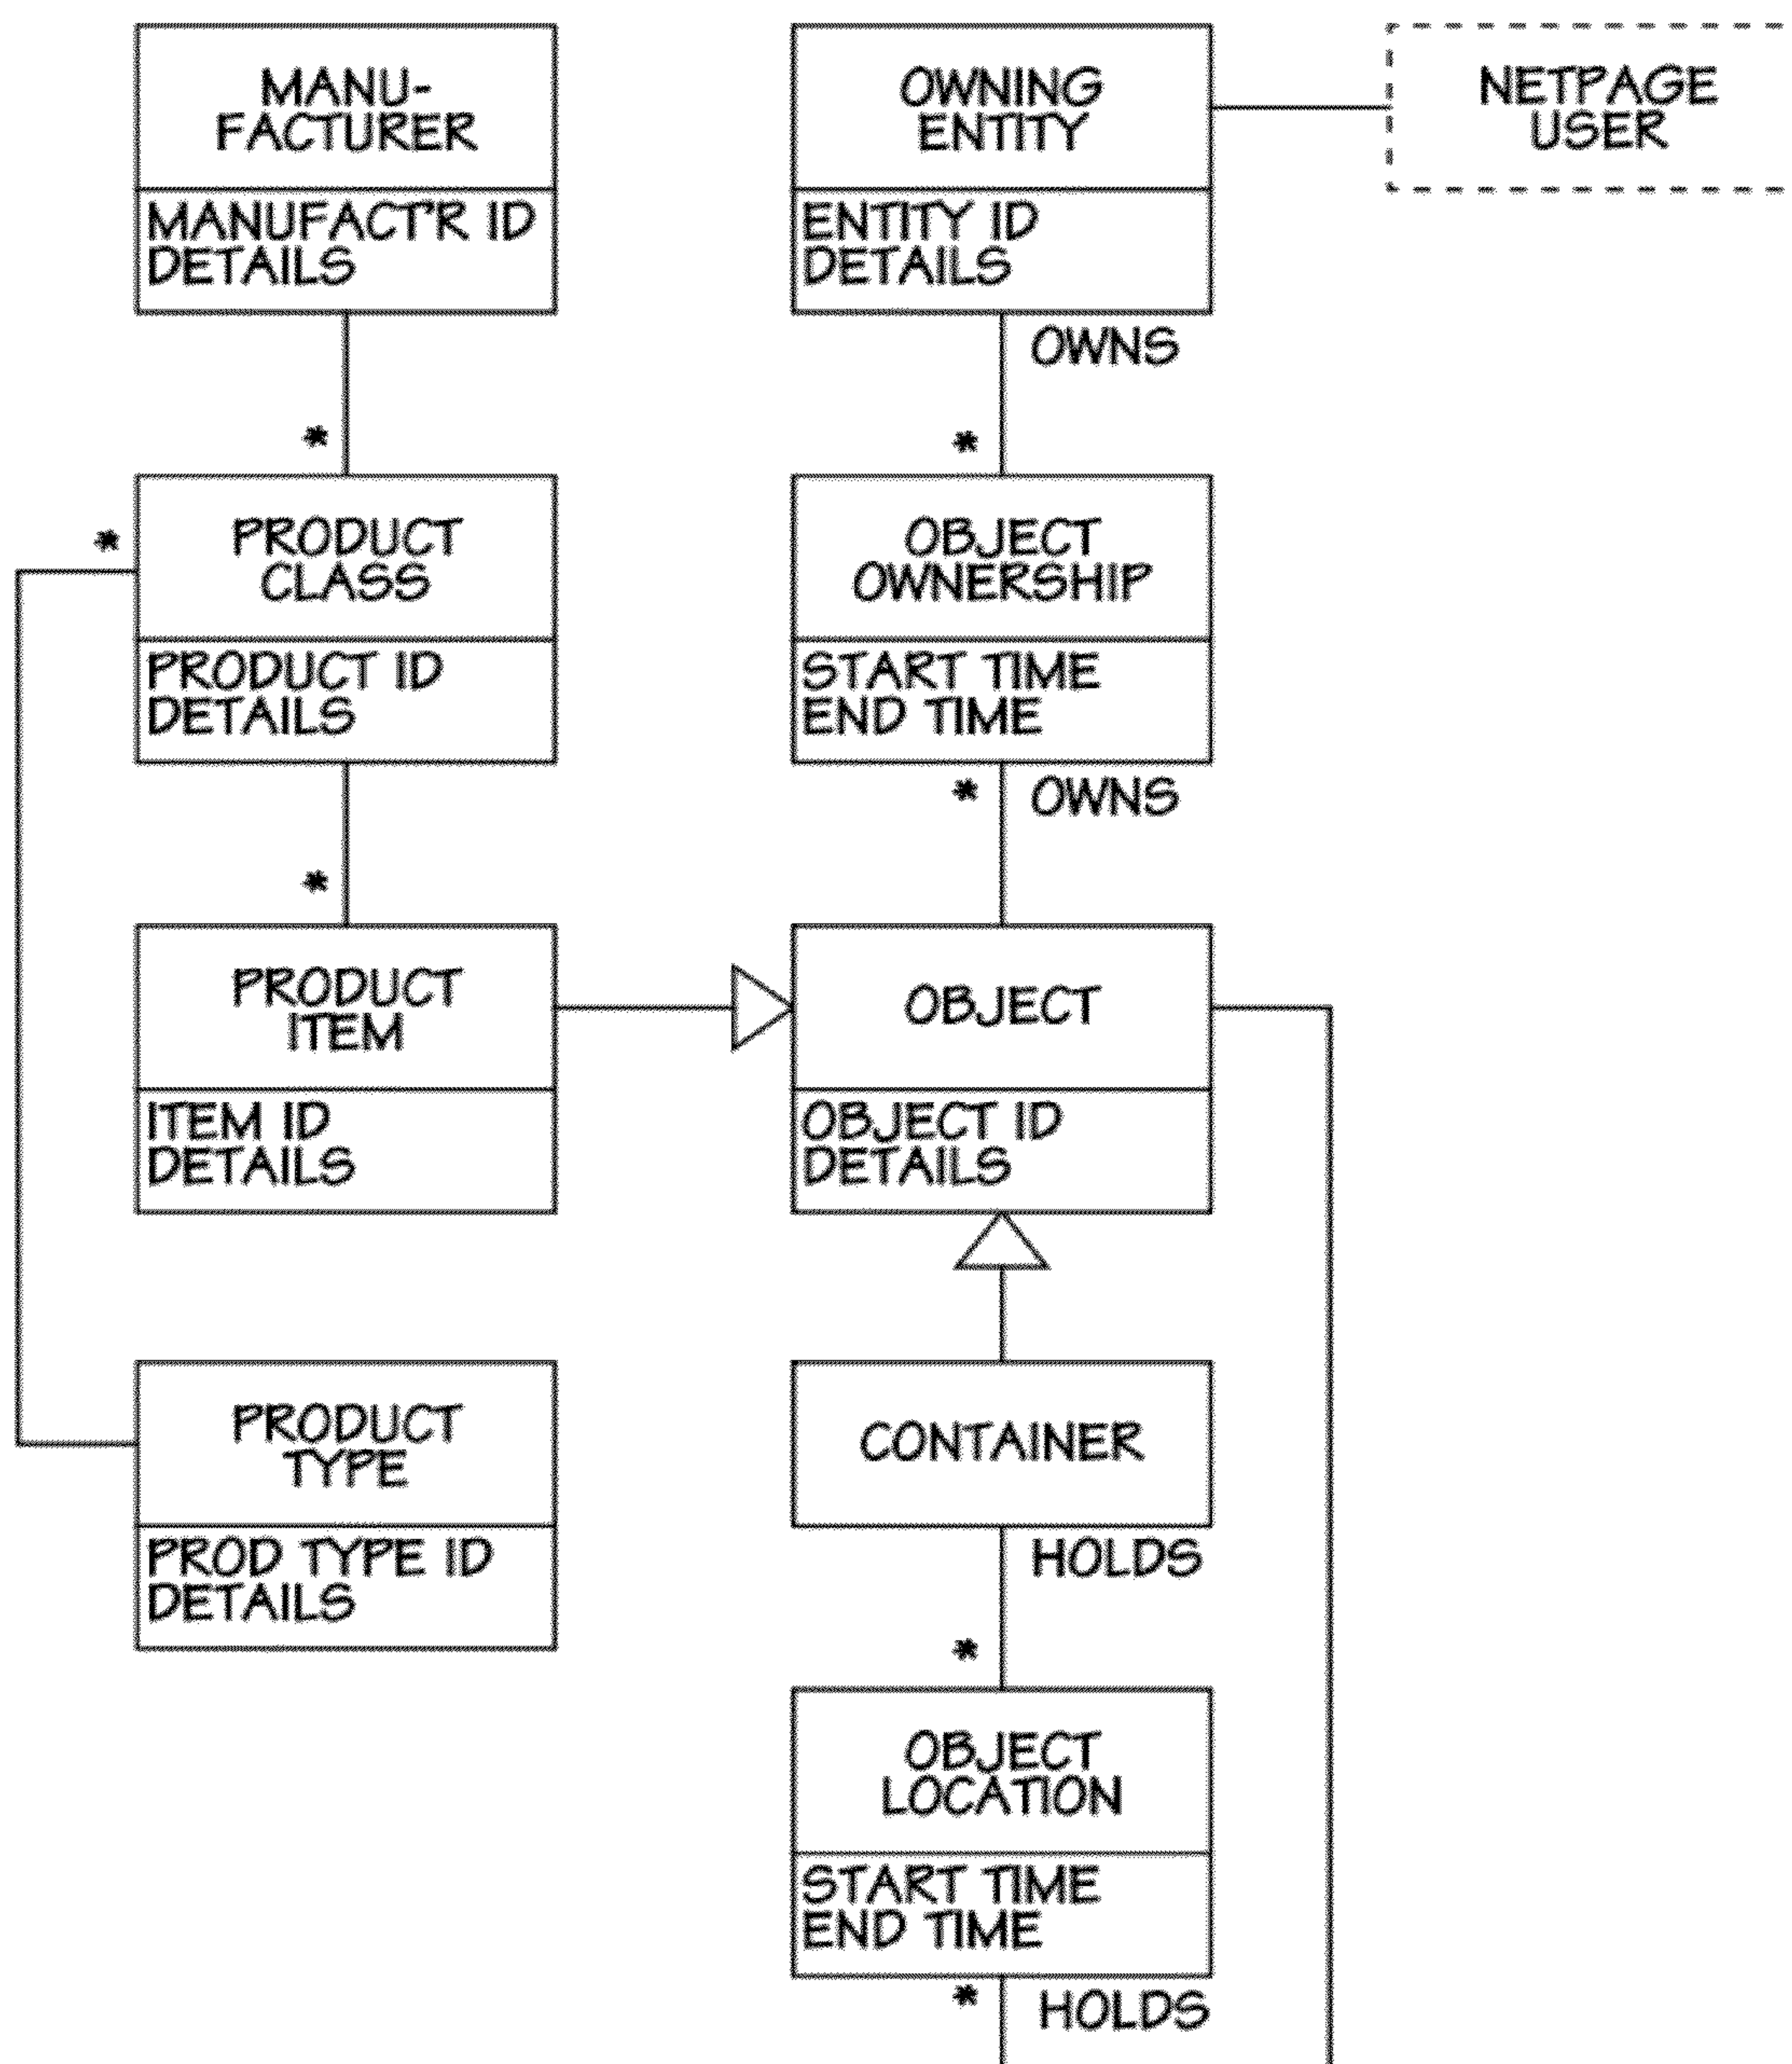 MANU-
FACTURER
MANUFACT'R ID
DETAILS
OWNING
ENTITY
ENTITY ID
DETAILS
NETPAGE
USER
OWNS
*
*
*
PRODUCT
CLASS
PRODUCT ID
DETAILS
OBJECT
OWNERSHIP
START TIME
END TIME
* OWNS
*
PRODUCT
ITEM
ITEM ID
DETAILS
OBJECT
OBJECT ID
DETAILS
PRODUCT
TYPE
PROD TYPE ID
DETAILS
CONTAINER
HOLDS
*
OBJECT
LOCATION
START TIME
END TIME
* HOLDS